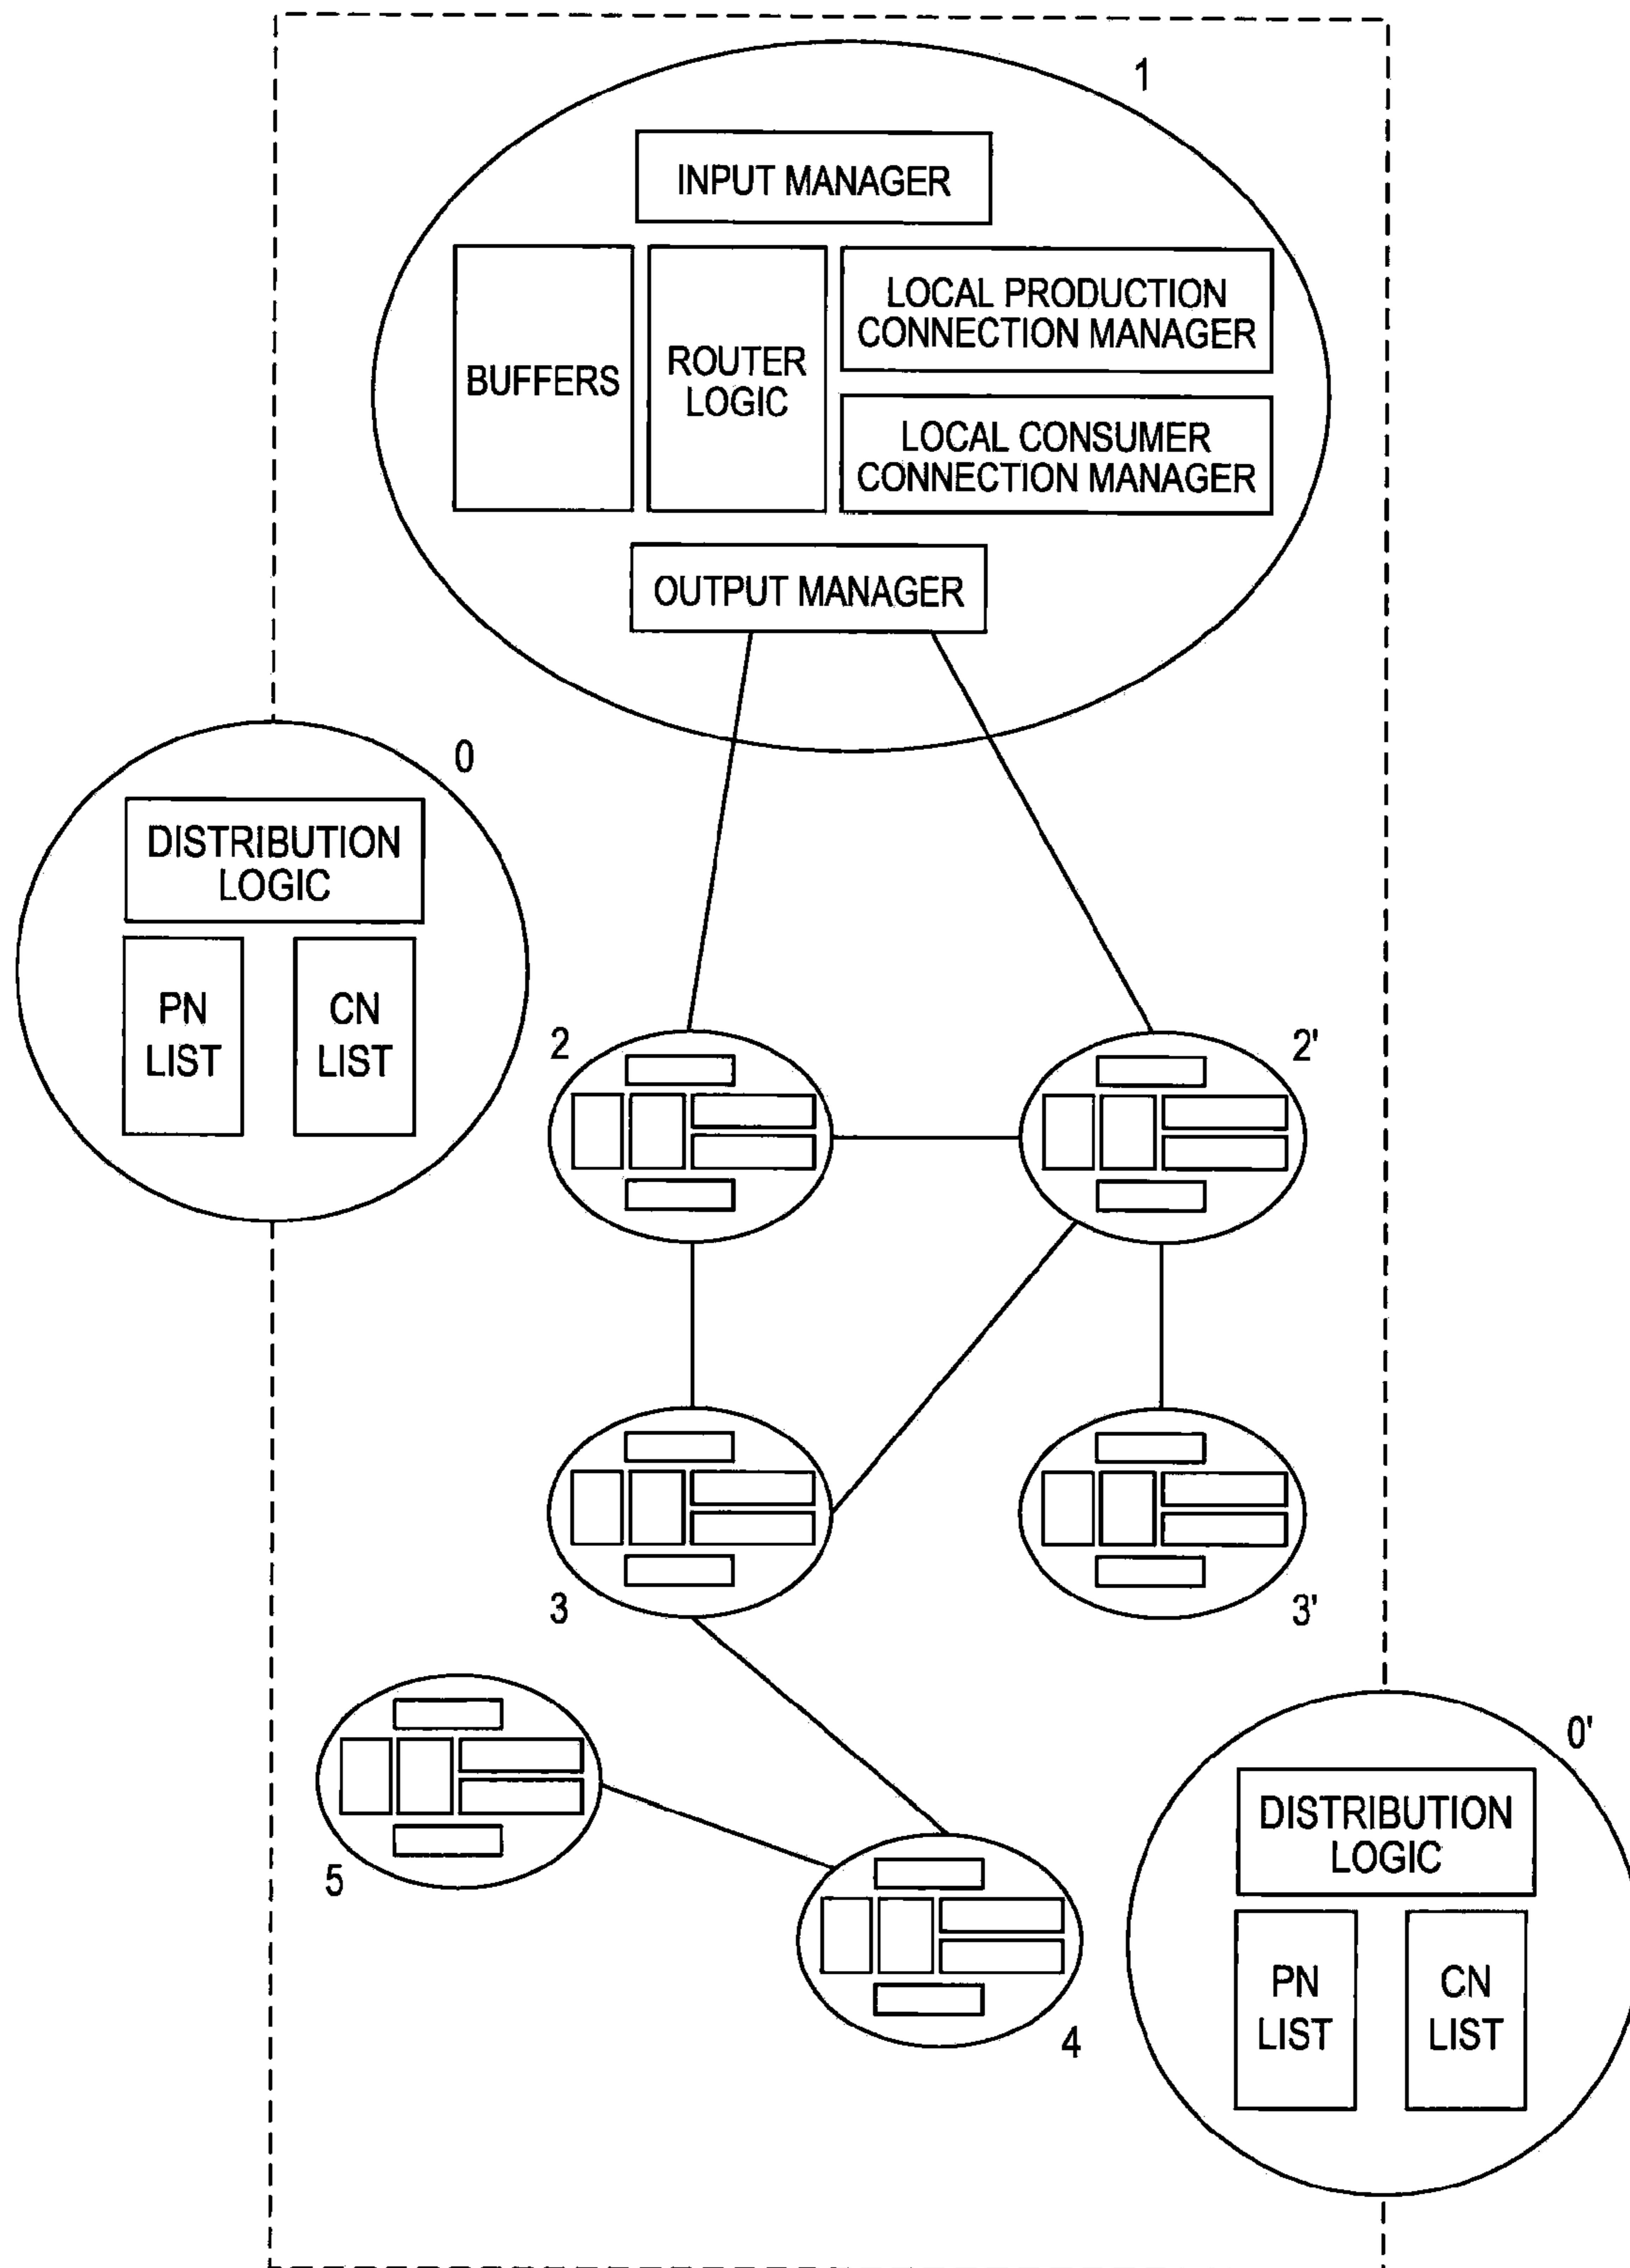 1
INPUT MANAGER
BUFFERS
ROUTER
LOGIC
LOCAL PRODUCTION
CONNECTION MANAGER
LOCAL CONSUMER
CONNECTION MANAGER
OUTPUT MANAGER
0
DISTRIBUTION
LOGIC
PN
LIST
CN
LIST
2
2'
3
3'
5
4
0'
DISTRIBUTION
LOGIC
PN
LIST
CN
LIST